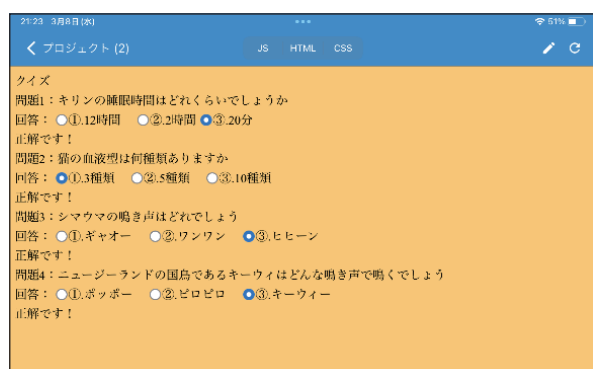 21:23 3月8日(水)
51%
プロジェクト (2)
JS HTML CSS
クイズ
問題1：キリンの睡眠時間はどれくらいでしょうか
回答： ①.12時間 ②.2時間 ③.20分
正解です！
問題2：猫の血液型は何種類ありますか
回答： ①.3種類 ②.5種類 ③.10種類
正解です！
問題3：シマウマの鳴き声はどれでしょう
回答： ①.ギャオー ②.ワンワン ③.ヒヒーン
正解です！
問題4：ニュージーランドの国鳥であるキーウィはどんな鳴き声で鳴くでしょう
回答： ①.ポッポー ②.ピロピロ ③.キーウィー
正解です！